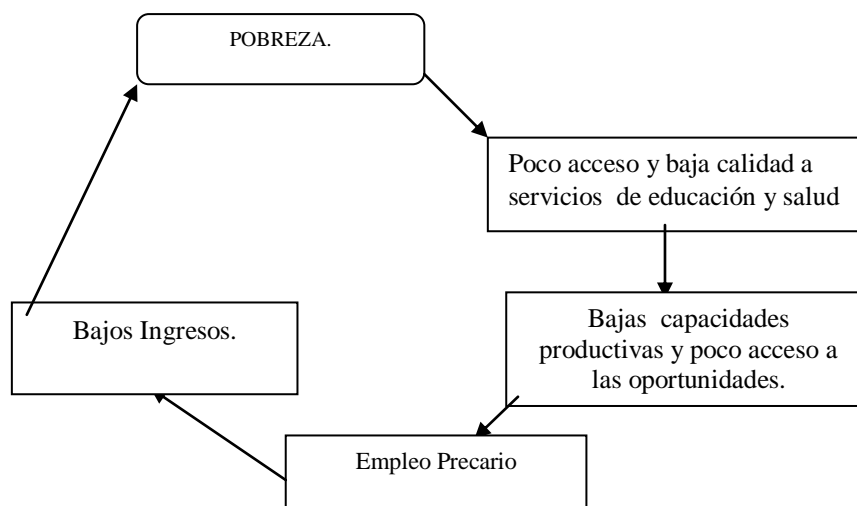 POBREZA.
Poco acceso y baja calidad a
servicios de educación y salud
Bajas capacidades
productivas y poco acceso a
las oportunidades.
Empleo Precario
Bajos Ingresos.